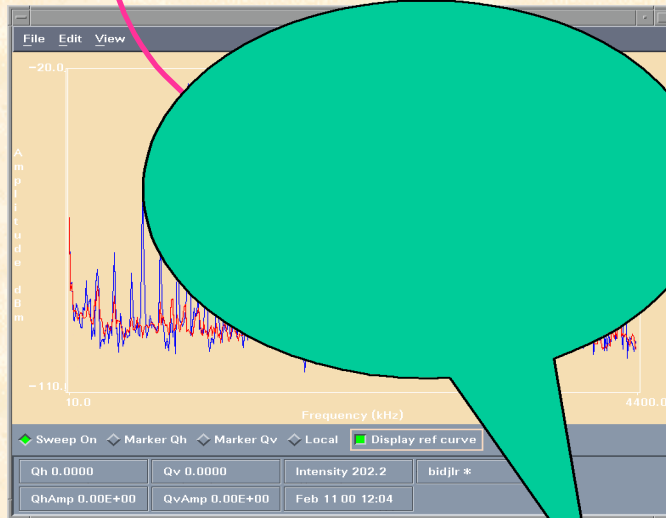 File Edit View
-20.0
Amplitude dBm
-110.
10.0
4400.0
Frequency (kHz)
Sweep On Marker Qh Marker Qv Local Display ref curve
Qh 0.0000 Qv 0.0000 Intensity 202.2 bidjlr *
QhAmp 0.00E+00 QvAmp 0.00E+00 Feb 11 00 12:04